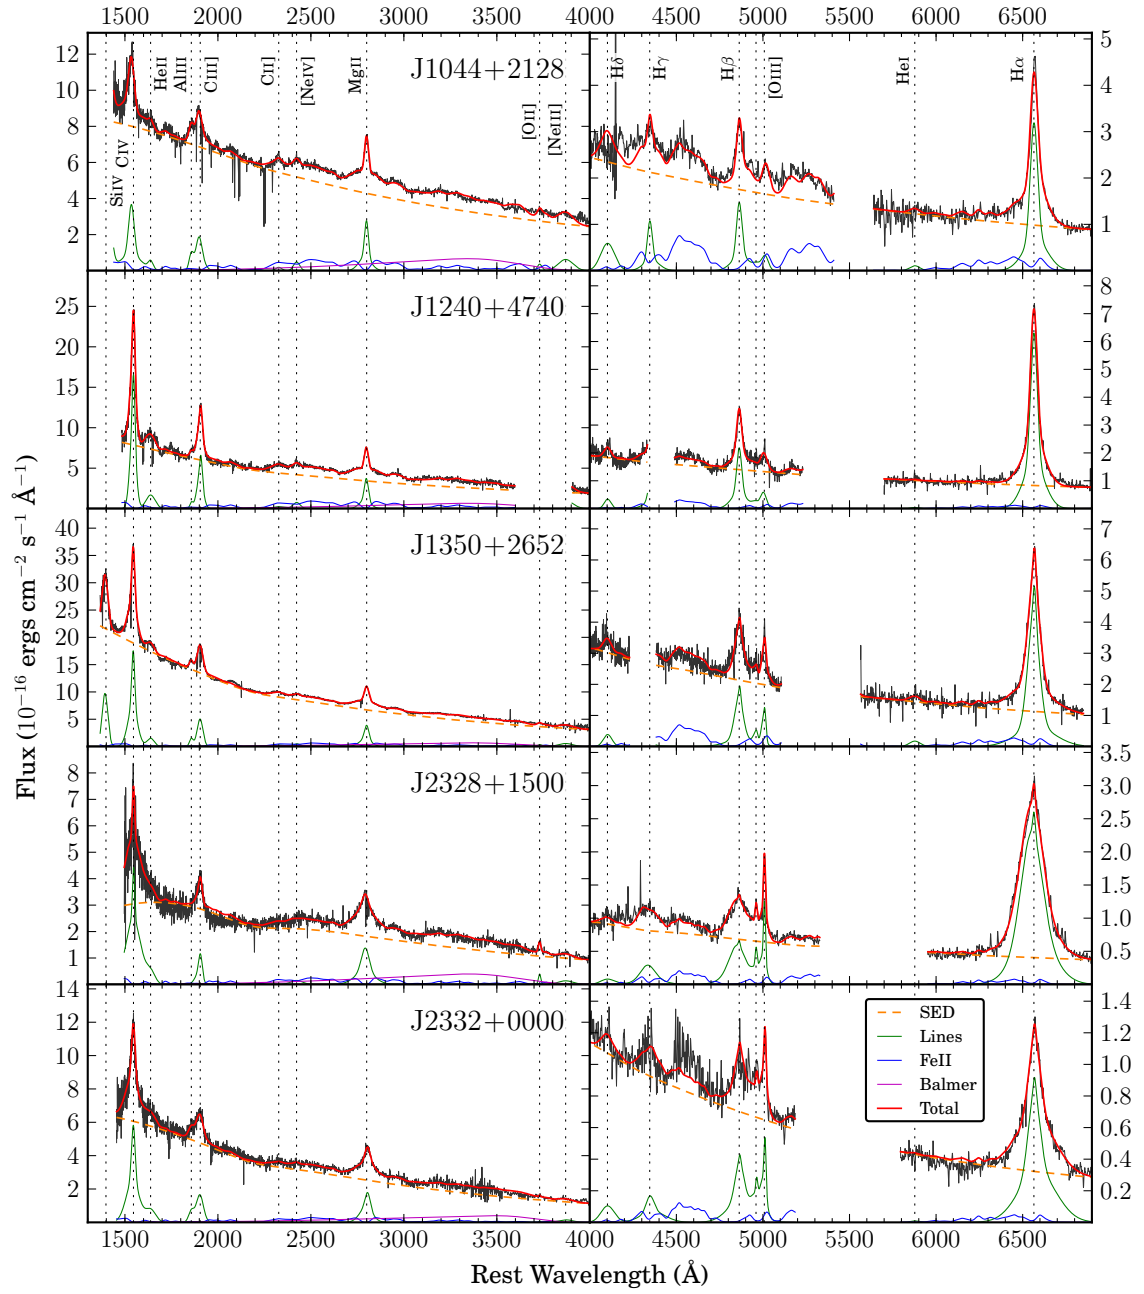 1500 2000 2500 3000 3500 4000 4500 5000 5500 6000 6500
12 10 8 6 4 2
HeII AlIII CIII] CII] [NeIV] MgII [OII] [NeIII]
SiIV CIV
J1044+2128
Hδ Hγ Hβ [OIII] HeI Hα
5 4 3 2 1
25 20 15 10 5
J1240+4740
8 7 6 5 4 3 2 1
40 35 30 25 20 15 10 5
J1350+2652
7 6 5 4 3 2 1
8 7 6 5 4 3 2 1
J2328+1500
3.5 3.0 2.5 2.0 1.5 1.0 0.5
14 12 10 8 6 4 2
J2332+0000
SED
Lines
FeII
Balmer
Total
1.4 1.2 1.0 0.8 0.6 0.4 0.2
1500 2000 2500 3000 3500 4000 4500 5000 5500 6000 6500
Rest Wavelength (Å)
Flux (10⁻¹⁶ ergs cm⁻² s⁻¹ Å⁻¹)